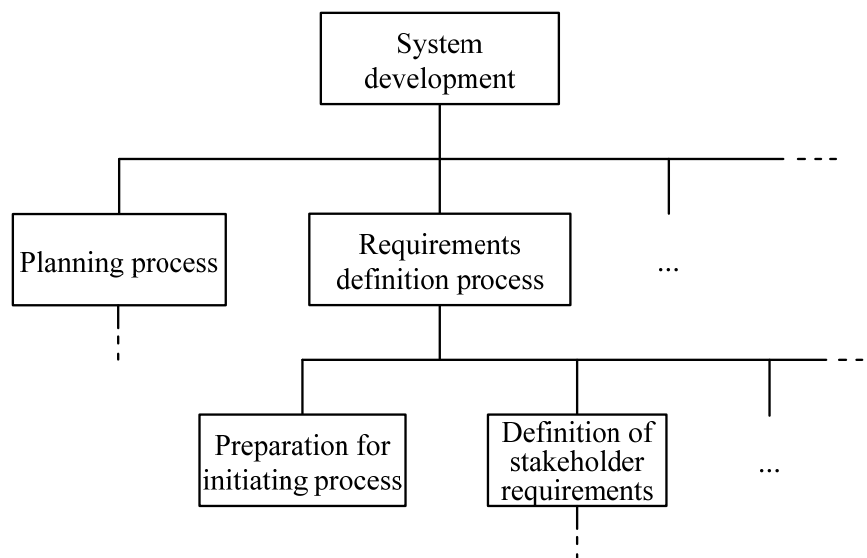 System
development
Planning process
Requirements
definition process
...
Preparation for
initiating process
Definition of
stakeholder
requirements
...